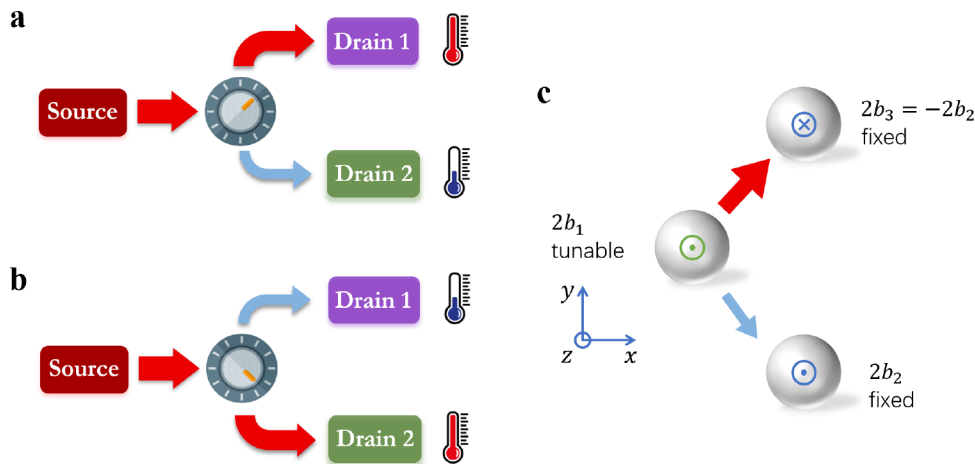 a
Source
Drain 1
Drain 2
b
Source
Drain 1
Drain 2
c
2b₃ = −2b₂
fixed
2b₁
tunable
y
z
x
2b₂
fixed